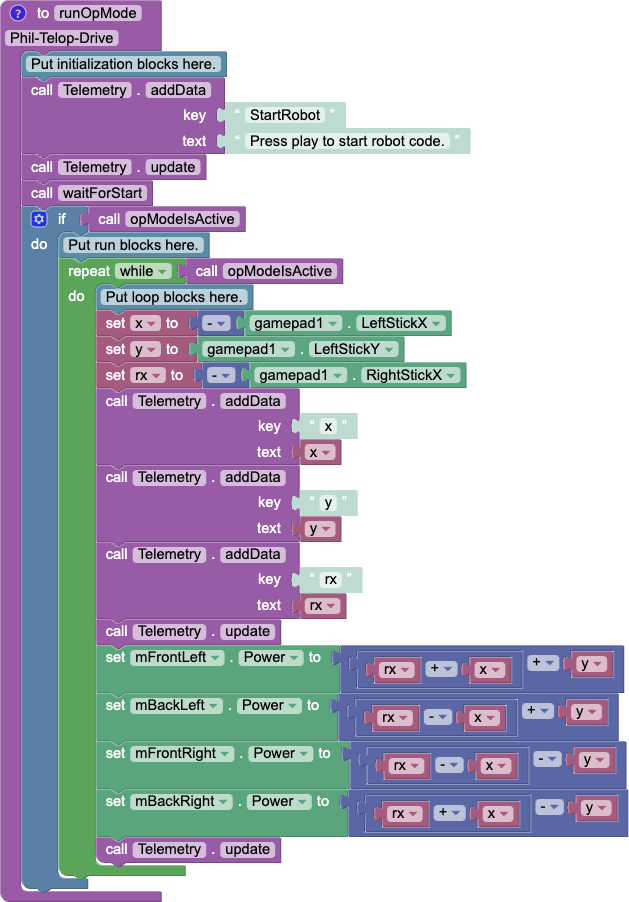 ? to runOpMode
Phil-Telop-Drive
Put initialization blocks here.
call Telemetry . addData
key “ StartRobot ”
text “ Press play to start robot code. ”
call Telemetry . update
call waitForStart
if call opModeIsActive
do Put run blocks here.
repeat while call opModeIsActive
do Put loop blocks here.
set x to - gamepad1 . LeftStickX
set y to gamepad1 . LeftStickY
set rx to - gamepad1 . RightStickX
call Telemetry . addData
key “ x ”
text x
call Telemetry . addData
key “ y ”
text y
call Telemetry . addData
key “ rx ”
text rx
call Telemetry . update
set mFrontLeft . Power to rx + x + y
set mBackLeft . Power to rx - x + y
set mFrontRight . Power to rx - x - y
set mBackRight . Power to rx + x - y
call Telemetry . update